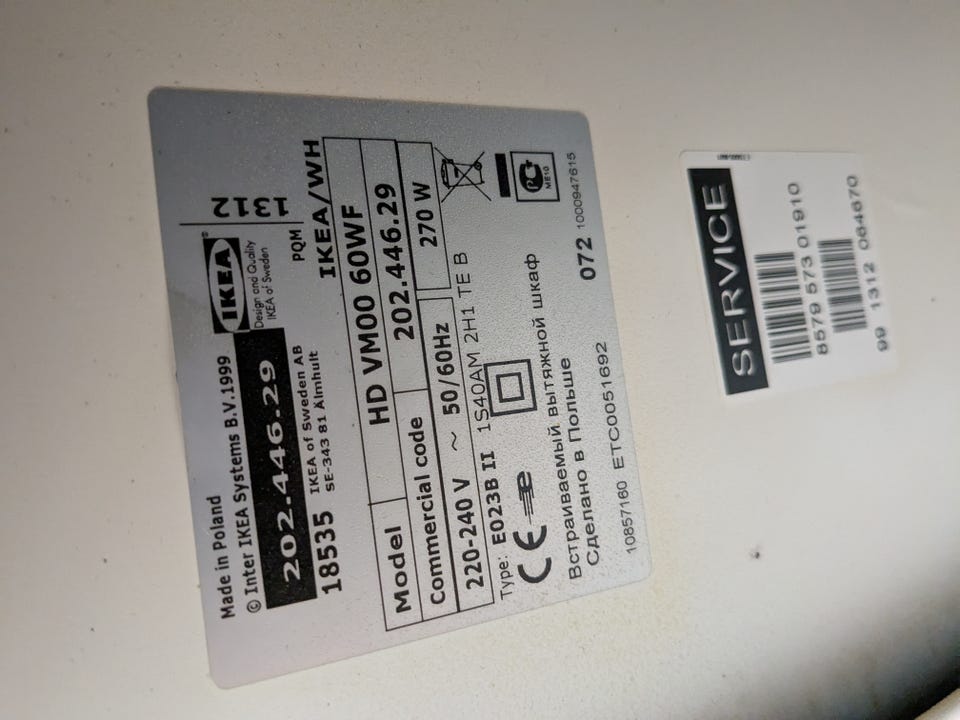 Made in Poland
© Inter IKEA Systems B.V.1999
IKEA®
Design and Quality
IKEA of Sweden
1312
1312
202.446.29
PQM
18535
IKEA of Sweden AB
SE-343 81 Älmhult
IKEA/WH
Model HD VM00 60WF
Commercial code 202.446.29
220-240 V ~ 50/60Hz 270 W
Type: E023B II 1S40AM 2H1 TE B
CE
PC
ME10
Встраиваемый вытяжной шкаф
Сделано в Польше
072 1000947615
10857160 ETC0051692
SERVICE
8579 573 01910
99 1312 064670